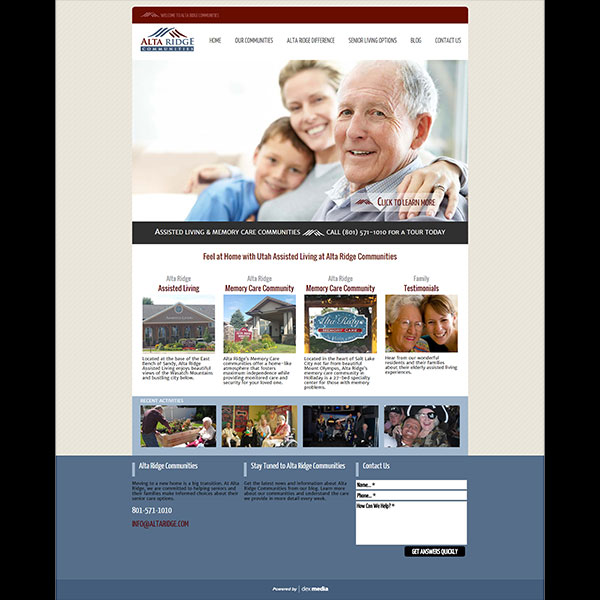 WELCOME TO ALTA RIDGE COMMUNITIES
ALTA RIDGE
COMMUNITIES
HOME
OUR COMMUNITIES
ALTA RIDGE DIFFERENCE
SENIOR LIVING OPTIONS
BLOG
CONTACT US
CLICK TO LEARN MORE
ASSISTED LIVING & MEMORY CARE COMMUNITIES
CALL (801) 571-1010 FOR A TOUR TODAY
Feel at Home with Utah Assisted Living at Alta Ridge Communities
Alta Ridge
Assisted Living
Located at the base of the East
Bench of Sandy, Alta Ridge
Assisted Living enjoys beautiful
views of the Wasatch Mountains
and bustling city below.
Alta Ridge
Memory Care Community
Alta Ridge's Memory Care
communities offer a home-like
atmosphere that fosters
maximum independence while
providing monitored care and
security for your loved one.
Alta Ridge
Memory Care Community
Alta Ridge
MEMORY CARE
Located in the heart of Salt Lake
City not far from beautiful
Mount Olympus, Alta Ridge's
memory care community in
Holladay is a 27-bed specialty
center for those with memory
problems.
Family
Testimonials
Hear from our wonderful
residents and their families
about their elderly assisted living
experiences.
RECENT ACTIVITIES
Alta Ridge Communities
Moving to a new home is a big transition. At Alta
Ridge, we are committed to helping seniors and
their families make informed choices about their
senior care options.
801-571-1010
INFO@ALTARIDGE.COM
Stay Tuned to Alta Ridge Communities
Get the latest news and information about Alta
Ridge Communities from our blog. Learn more
about our communities and understand the care
we provide in more detail every week.
Contact Us
Name... *
Phone... *
How Can We Help? *
GET ANSWERS QUICKLY
Powered by | dex media